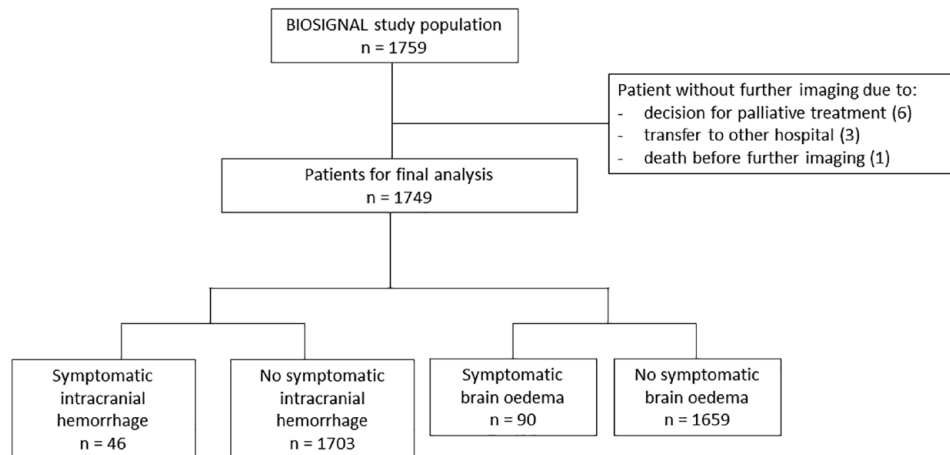 BIOSIGNAL study population
n = 1759
Patient without further imaging due to:
- decision for palliative treatment (6)
- transfer to other hospital (3)
- death before further imaging (1)
Patients for final analysis
n = 1749
Symptomatic
intracranial
hemorrhage
n = 46
No symptomatic
intracranial
hemorrhage
n = 1703
Symptomatic
brain oedema
n = 90
No symptomatic
brain oedema
n = 1659